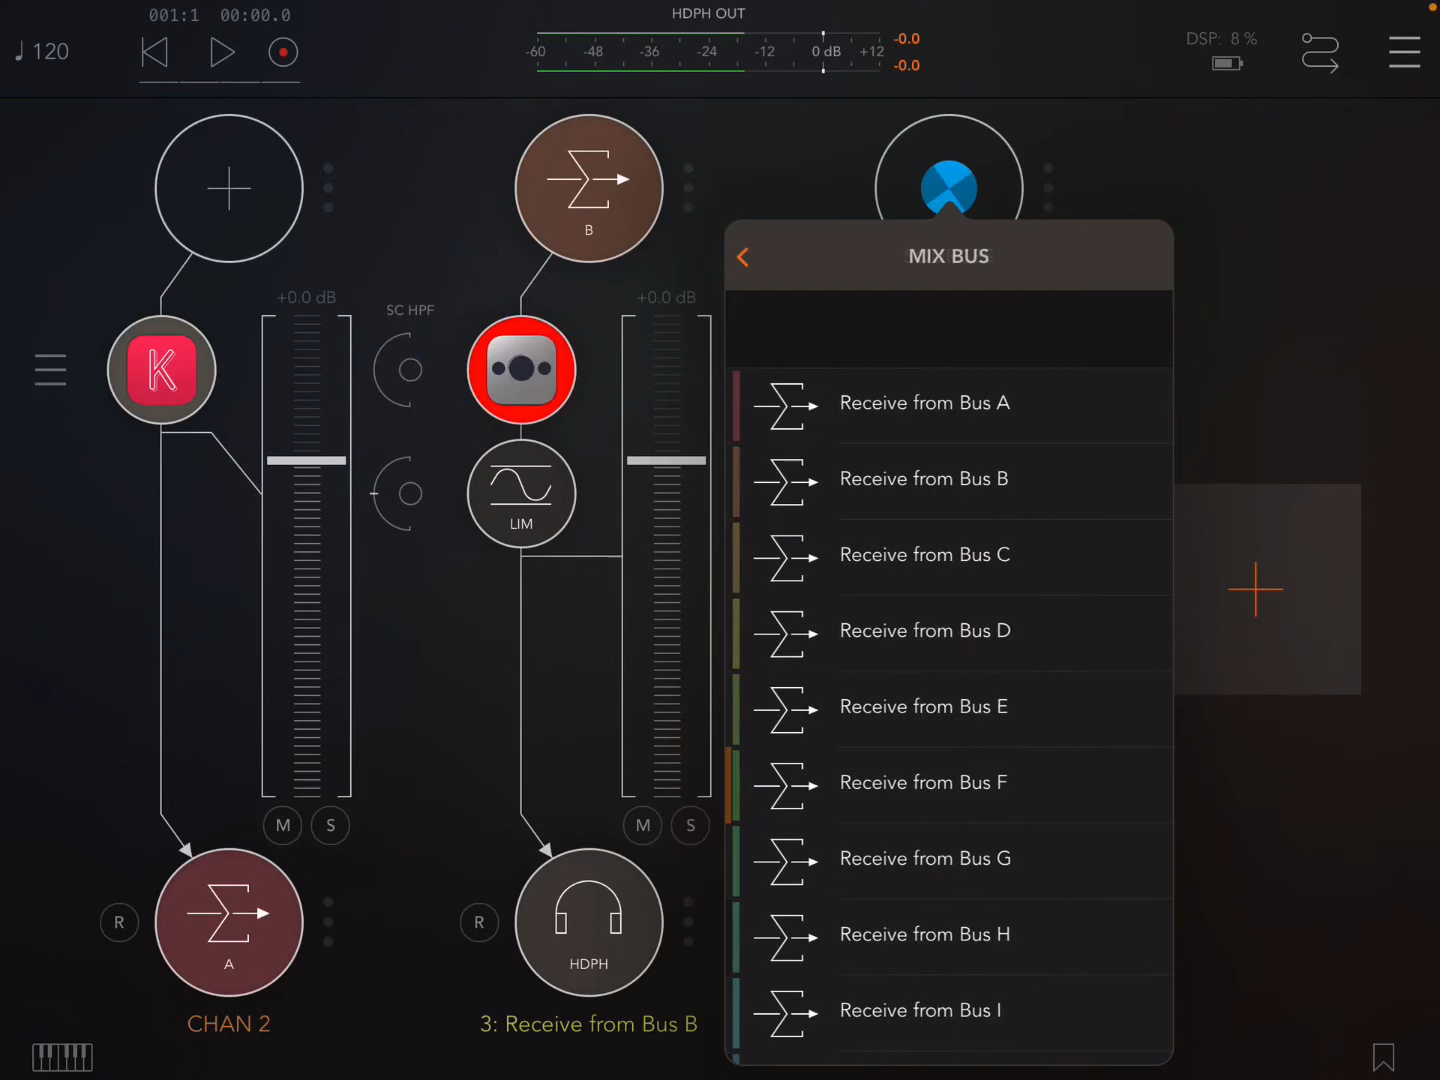 001:1 00:00.0
HDPH OUT
♩ 120
-60 -48 -36 -24 -12 0 dB +12
-0.0
-0.0
DSP: 8 %
B
MIX BUS
+0.0 dB
SC HPF
+0.0 dB
K
LIM
Receive from Bus A
Receive from Bus B
Receive from Bus C
Receive from Bus D
Receive from Bus E
Receive from Bus F
Receive from Bus G
Receive from Bus H
Receive from Bus I
M S
M S
R
A
R
HDPH
CHAN 2
3: Receive from Bus B